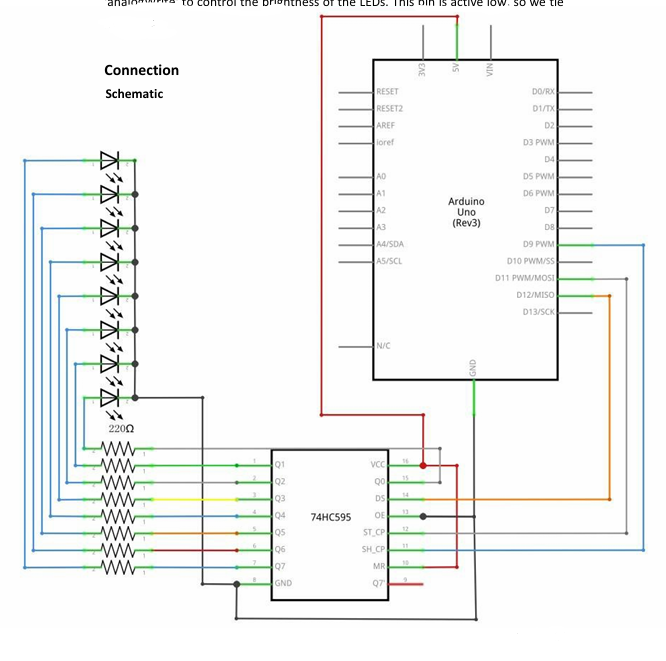 to control the brightness of the LEDs. This pin is active low, so we tie
Connection
Schematic
3V3
5V
VIN
RESET
RESET2
AREF
ioref
A0
A1
A2
A3
A4/SDA
A5/SCL
N/C
Arduino
Uno
(Rev3)
D0/RX
D1/TX
D2
D3 PWM
D4
D5 PWM
D6 PWM
D7
D8
D9 PWM
D10 PWM/SS
D11 PWM/MOSI
D12/MISO
D13/SCK
GND
220Ω
1 Q1
2 Q2
3 Q3
4 Q4
5 Q5
6 Q6
7 Q7
8 GND
74HC595
VCC 16
Q0 15
DS 14
OE 13
ST_CP 12
SH_CP 11
MR 10
Q7' 9